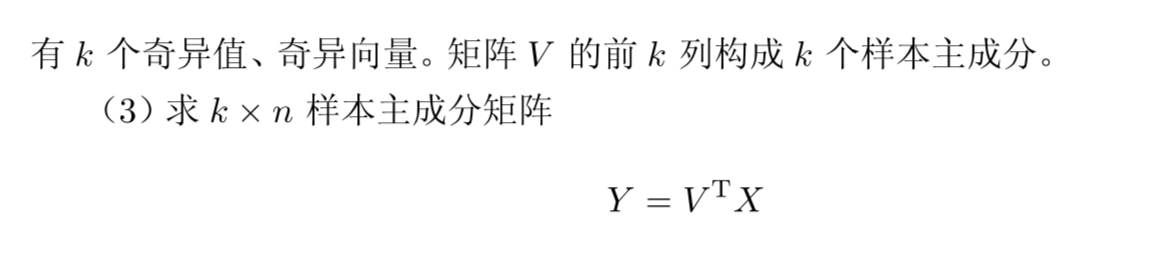 有 k 个奇异值、奇异向量。矩阵 V 的前 k 列构成 k 个样本主成分。
（3）求 k × n 样本主成分矩阵
Y = V^T X